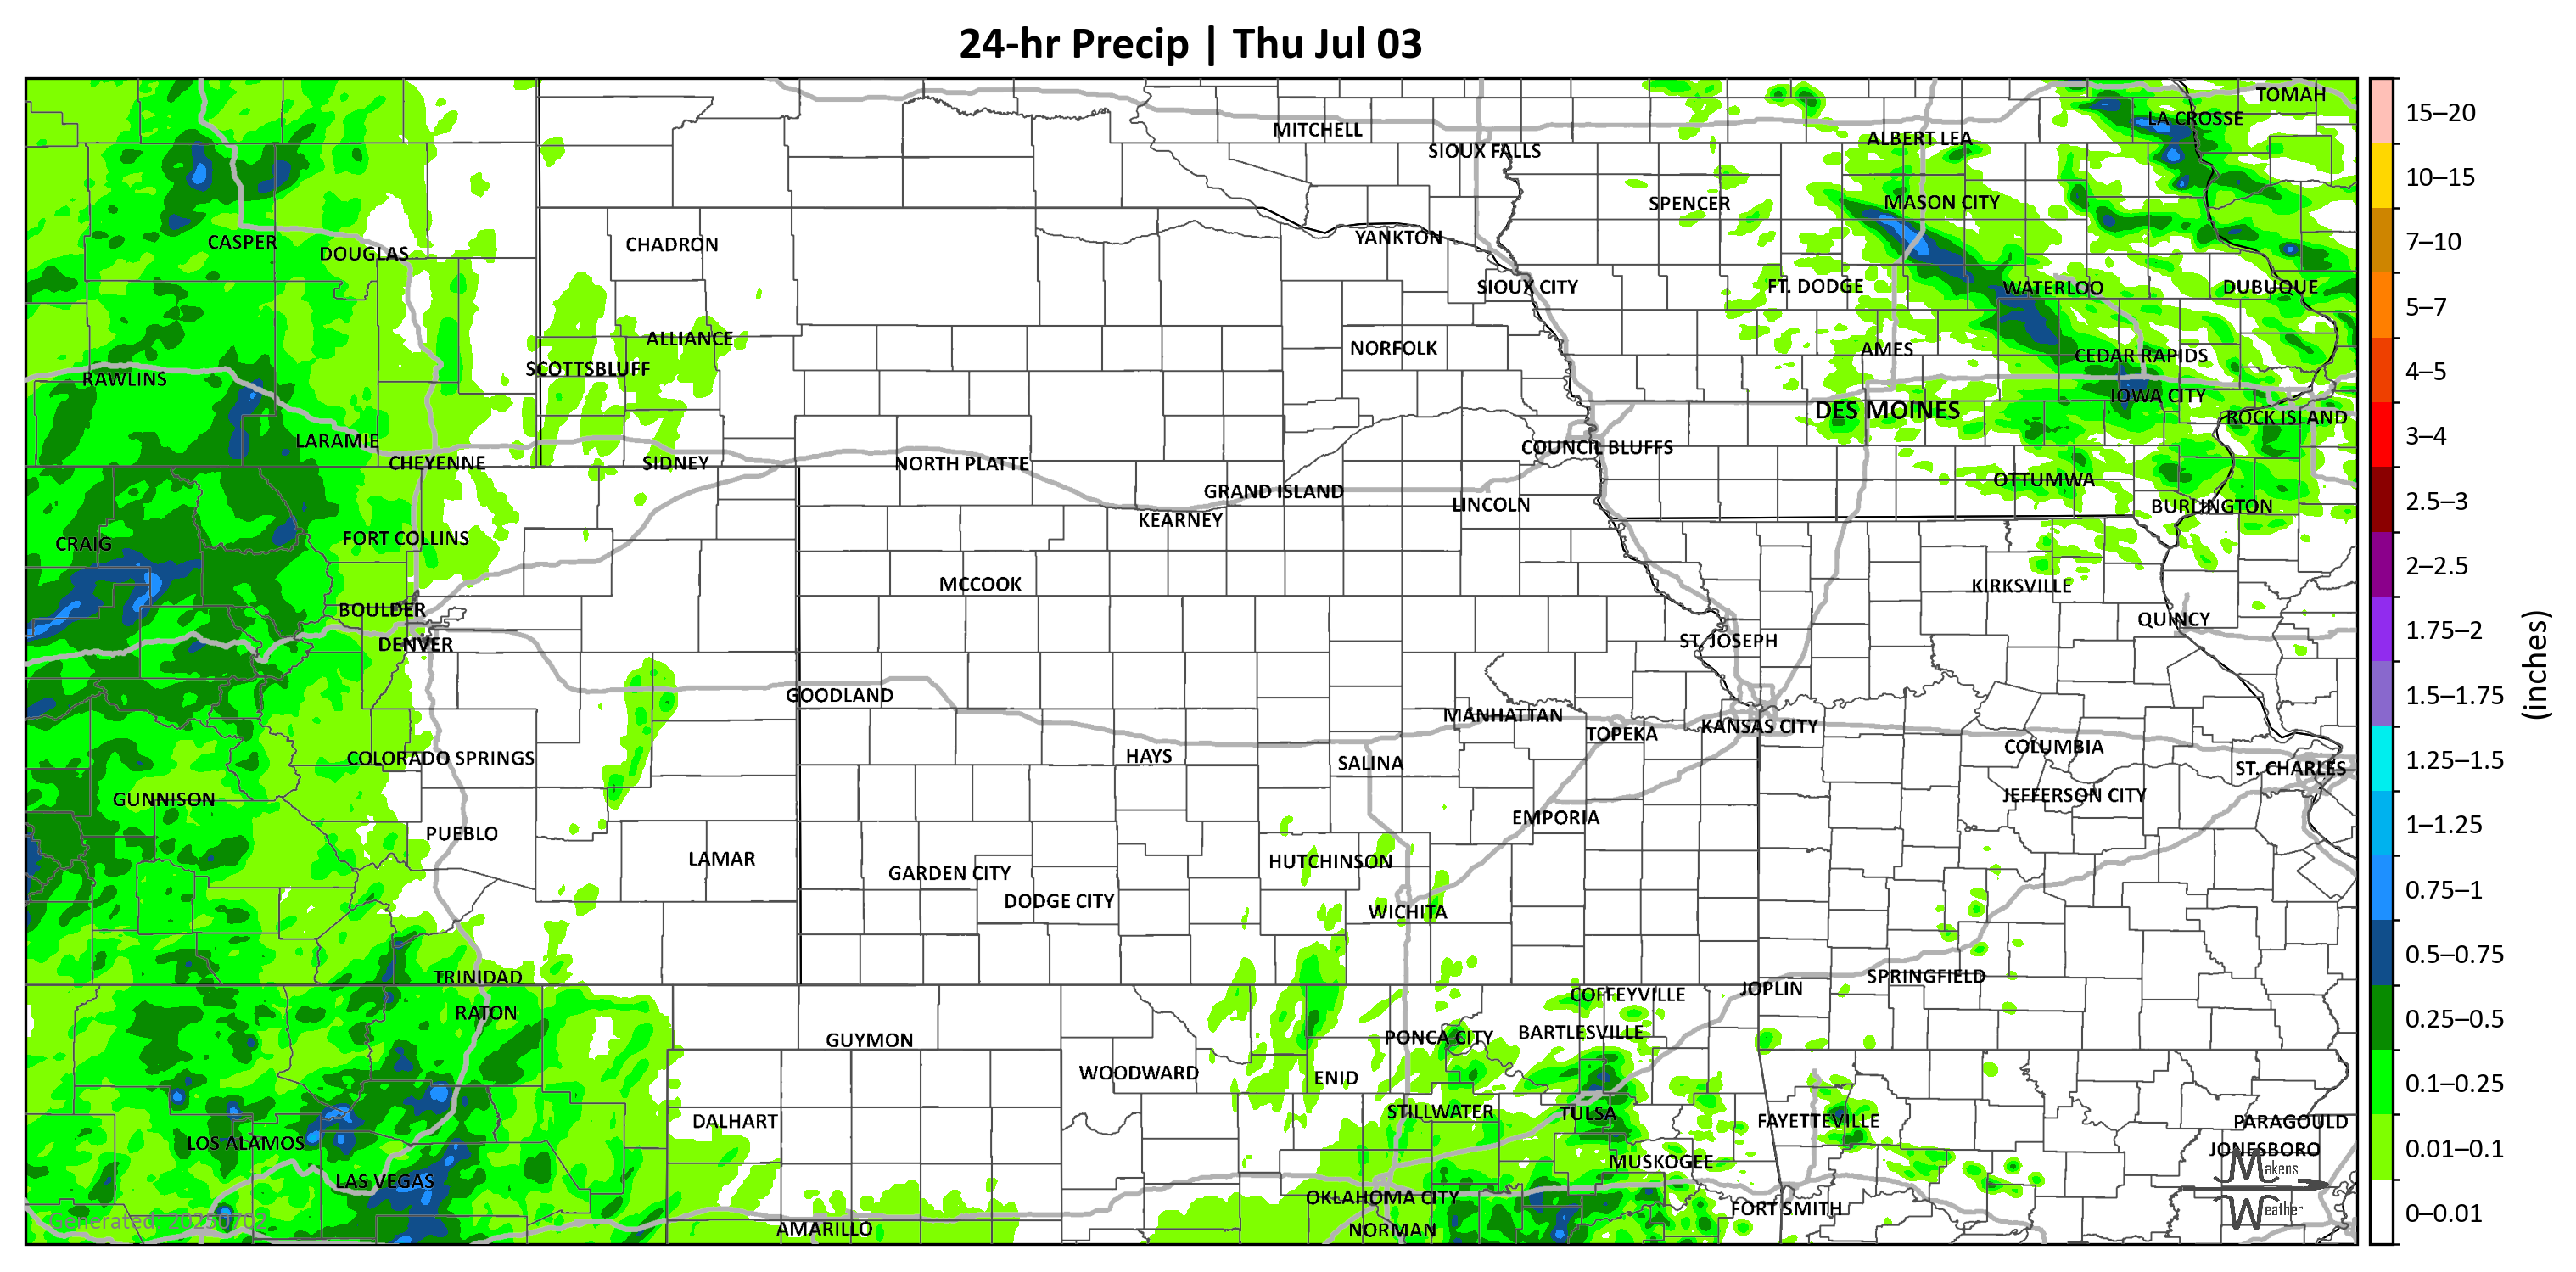 24-hr Precip | Thu Jul 03
TOMAH
LA CROSSE
MITCHELL
ALBERT LEA
SIOUX FALLS
SPENCER
MASON CITY
CASPER
DOUGLAS
CHADRON
YANKTON
SIOUX CITY
FT. DODGE
WATERLOO
DUBUQUE
ALLIANCE
NORFOLK
AMES
CEDAR RAPIDS
SCOTTSBLUFF
RAWLINS
IOWA CITY
DES MOINES
ROCK ISLAND
LARAMIE
COUNCIL BLUFFS
CHEYENNE
SIDNEY
NORTH PLATTE
OTTUMWA
GRAND ISLAND
LINCOLN
BURLINGTON
KEARNEY
FORT COLLINS
CRAIG
MCCOOK
KIRKSVILLE
BOULDER
QUINCY
DENVER
ST. JOSEPH
GOODLAND
MANHATTAN
TOPEKA
KANSAS CITY
COLUMBIA
COLORADO SPRINGS
HAYS
SALINA
ST. CHARLES
GUNNISON
JEFFERSON CITY
EMPORIA
PUEBLO
LAMAR
HUTCHINSON
GARDEN CITY
DODGE CITY
WICHITA
TRINIDAD
SPRINGFIELD
JOPLIN
COFFEYVILLE
RATON
BARTLESVILLE
PONCA CITY
GUYMON
WOODWARD
ENID
STILLWATER
TULSA
DALHART
FAYETTEVILLE
PARAGOULD
LOS ALAMOS
JONESBORO
MUSKOGEE
LAS VEGAS
OKLAHOMA CITY
FORT SMITH
AMARILLO
NORMAN
Generated: 20250702
Makens
Weather
15–20
10–15
7–10
5–7
4–5
3–4
2.5–3
2–2.5
1.75–2
1.5–1.75
1.25–1.5
1–1.25
0.75–1
0.5–0.75
0.25–0.5
0.1–0.25
0.01–0.1
0–0.01
(inches)